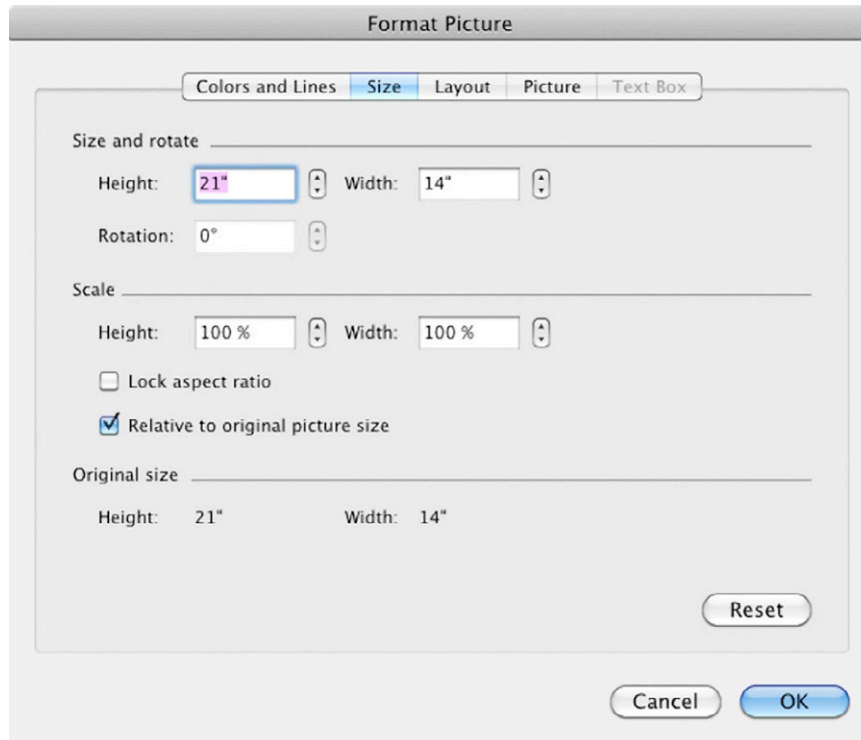 Format Picture
Colors and Lines Size Layout Picture Text Box
Size and rotate
Height: 21" Width: 14"
Rotation: 0°
Scale
Height: 100 % Width: 100 %
Lock aspect ratio
Relative to original picture size
Original size
Height: 21" Width: 14"
Reset
Cancel OK